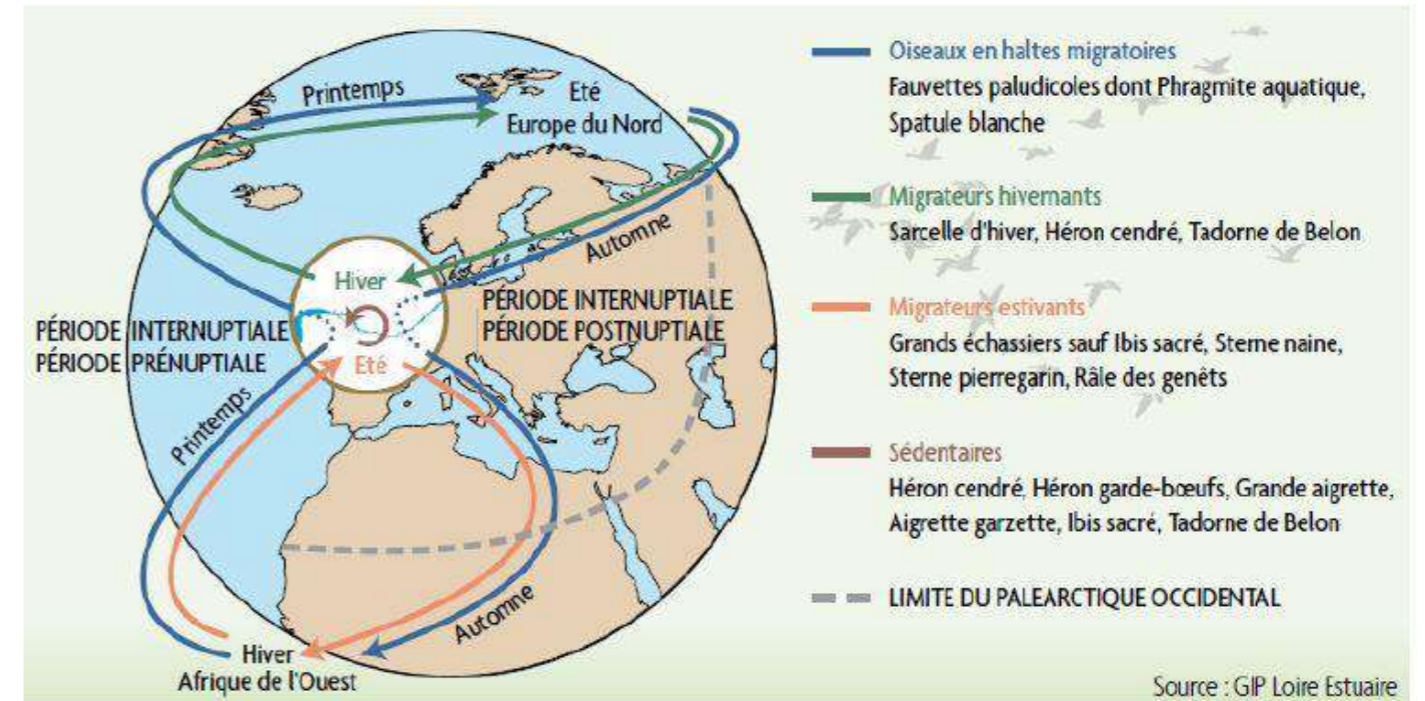 Printemps
Eté
Europe du Nord
Automne
Hiver
PÉRIODE INTERNUPTIALE
PÉRIODE POSTNUPTIALE
PÉRIODE INTERNUPTIALE
PÉRIODE PRÉNUPTIALE
Eté
Printemps
Automne
Hiver
Afrique de l'Ouest
Oiseaux en haltes migratoires
Fauvettes paludicoles dont Phragmite aquatique,
Spatule blanche
Migrateurs hivernants
Sarcelle d'hiver, Héron cendré, Tadorne de Belon
Migrateurs estivants
Grands échassiers sauf Ibis sacré, Sterne naine,
Sterne pierregarin, Râle des genêts
Sédentaires
Héron cendré, Héron garde-bœufs, Grande aigrette,
Aigrette garzette, Ibis sacré, Tadorne de Belon
LIMITE DU PALEARCTIQUE OCCIDENTAL
Source : GIP Loire Estuaire